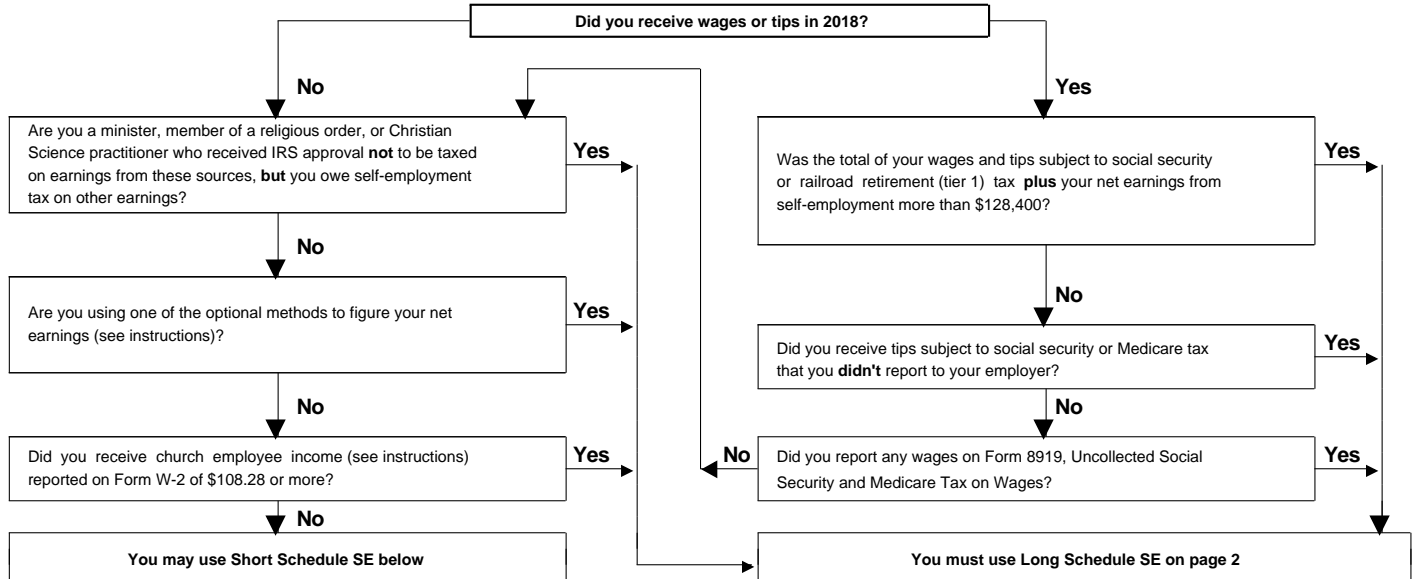 Did you receive wages or tips in 2018?
No
Yes
Are you a minister, member of a religious order, or Christian
Science practitioner who received IRS approval not to be taxed
on earnings from these sources, but you owe self-employment
tax on other earnings?
Yes
Was the total of your wages and tips subject to social security
or railroad retirement (tier 1) tax plus your net earnings from
self-employment more than $128,400?
Yes
No
No
Are you using one of the optional methods to figure your net
earnings (see instructions)?
Yes
Did you receive tips subject to social security or Medicare tax
that you didn't report to your employer?
Yes
No
No
Did you receive church employee income (see instructions)
reported on Form W-2 of $108.28 or more?
Yes
No
Did you report any wages on Form 8919, Uncollected Social
Security and Medicare Tax on Wages?
Yes
No
You may use Short Schedule SE below
You must use Long Schedule SE on page 2